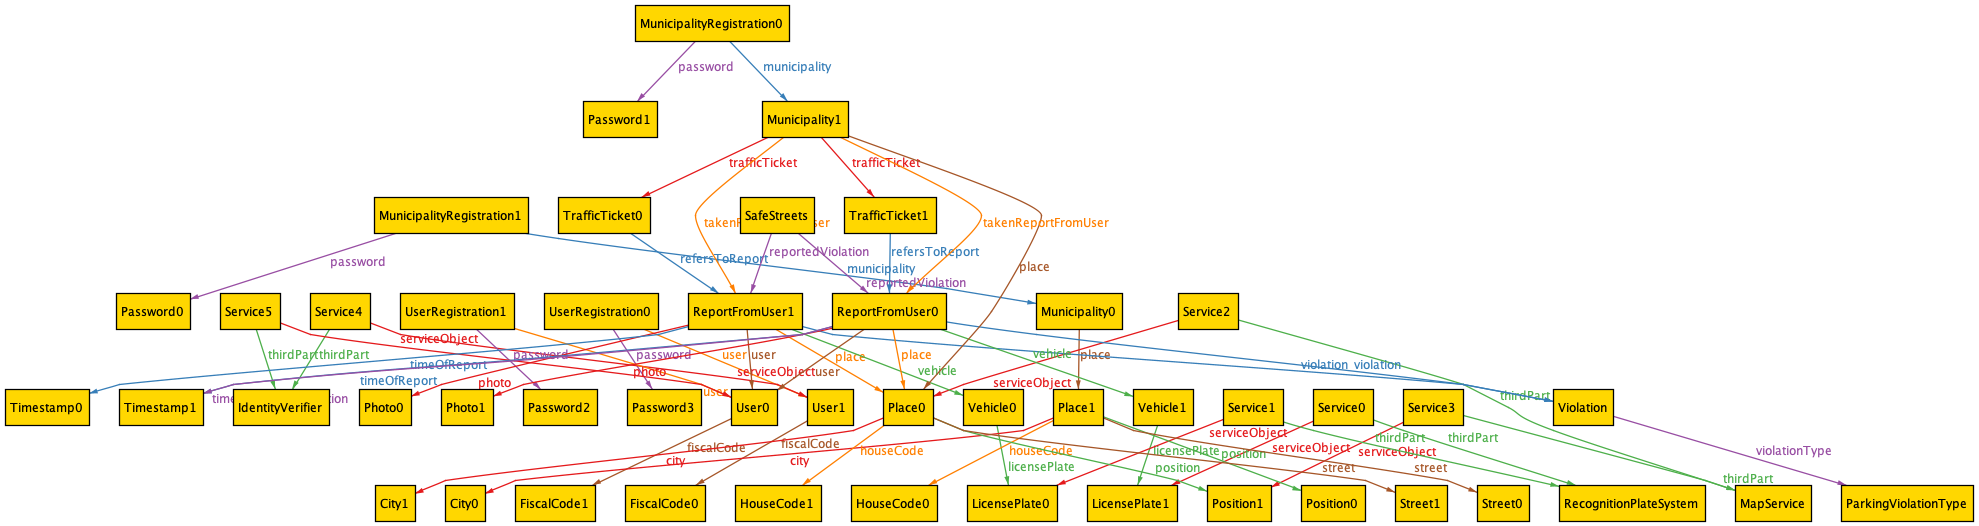 MunicipalityRegistration0
password
municipality
Password1
Municipality1
trafficTicket
trafficTicket
MunicipalityRegistration1
TrafficTicket0
SafeStreets
TrafficTicket1
takenReportFromUser
password
refersToReport
reportedViolation
refersToReport
municipality
reportedViolation
place
Password0
Service5
Service4
UserRegistration1
UserRegistration0
ReportFromUser1
ReportFromUser0
Municipality0
Service2
serviceObject
thirdPart
thirdPart
password
password
user
user
place
place
vehicle
place
timeOfReport
timeOfReport
photo
photo
serviceObject
user
vehicle
serviceObject
violation
violation
user
thirdPart
Timestamp0
Timestamp1
IdentityVerifier
Photo0
Photo1
Password2
Password3
User0
User1
Place0
Vehicle0
Place1
Vehicle1
Service1
Service0
Service3
Violation
fiscalCode
fiscalCode
city
city
houseCode
houseCode
licensePlate
licensePlate
position
position
serviceObject
serviceObject
serviceObject
street
street
thirdPart
thirdPart
thirdPart
violationType
City1
City0
FiscalCode1
FiscalCode0
HouseCode1
HouseCode0
LicensePlate0
LicensePlate1
Position1
Position0
Street1
Street0
RecognitionPlateSystem
MapService
ParkingViolationType